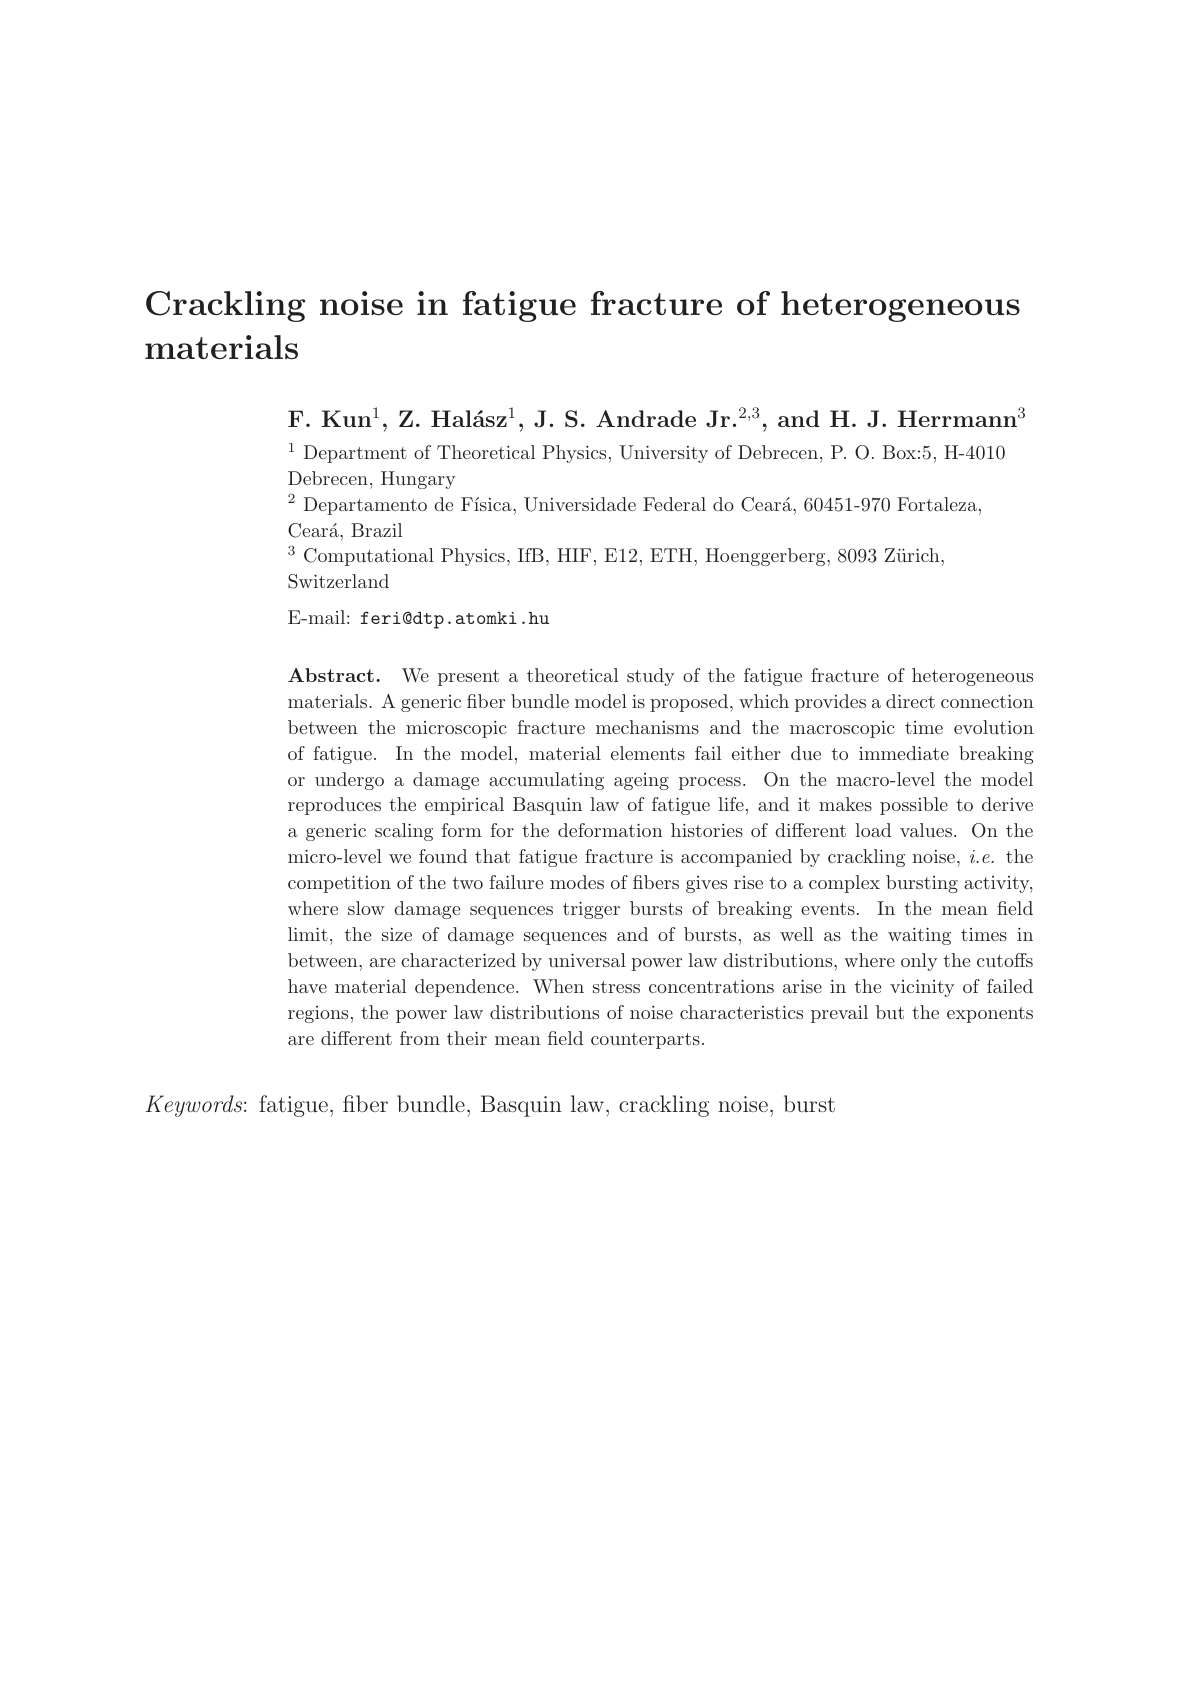 Crackling noise in fatigue fracture of heterogeneous
materials
F. Kun1, Z. Halász1, J. S. Andrade Jr.2,3, and H. J. Herrmann3
1 Department of Theoretical Physics, University of Debrecen, P. O. Box:5, H-4010
Debrecen, Hungary
2 Departamento de Física, Universidade Federal do Ceará, 60451-970 Fortaleza,
Ceará, Brazil
3 Computational Physics, IfB, HIF, E12, ETH, Hoenggerberg, 8093 Zürich,
Switzerland
E-mail: feri@dtp.atomki.hu
Abstract. We present a theoretical study of the fatigue fracture of heterogeneous
materials. A generic fiber bundle model is proposed, which provides a direct connection
between the microscopic fracture mechanisms and the macroscopic time evolution
of fatigue. In the model, material elements fail either due to immediate breaking
or undergo a damage accumulating ageing process. On the macro-level the model
reproduces the empirical Basquin law of fatigue life, and it makes possible to derive
a generic scaling form for the deformation histories of different load values. On the
micro-level we found that fatigue fracture is accompanied by crackling noise, i.e. the
competition of the two failure modes of fibers gives rise to a complex bursting activity,
where slow damage sequences trigger bursts of breaking events. In the mean field
limit, the size of damage sequences and of bursts, as well as the waiting times in
between, are characterized by universal power law distributions, where only the cutoffs
have material dependence. When stress concentrations arise in the vicinity of failed
regions, the power law distributions of noise characteristics prevail but the exponents
are different from their mean field counterparts.
Keywords: fatigue, fiber bundle, Basquin law, crackling noise, burst